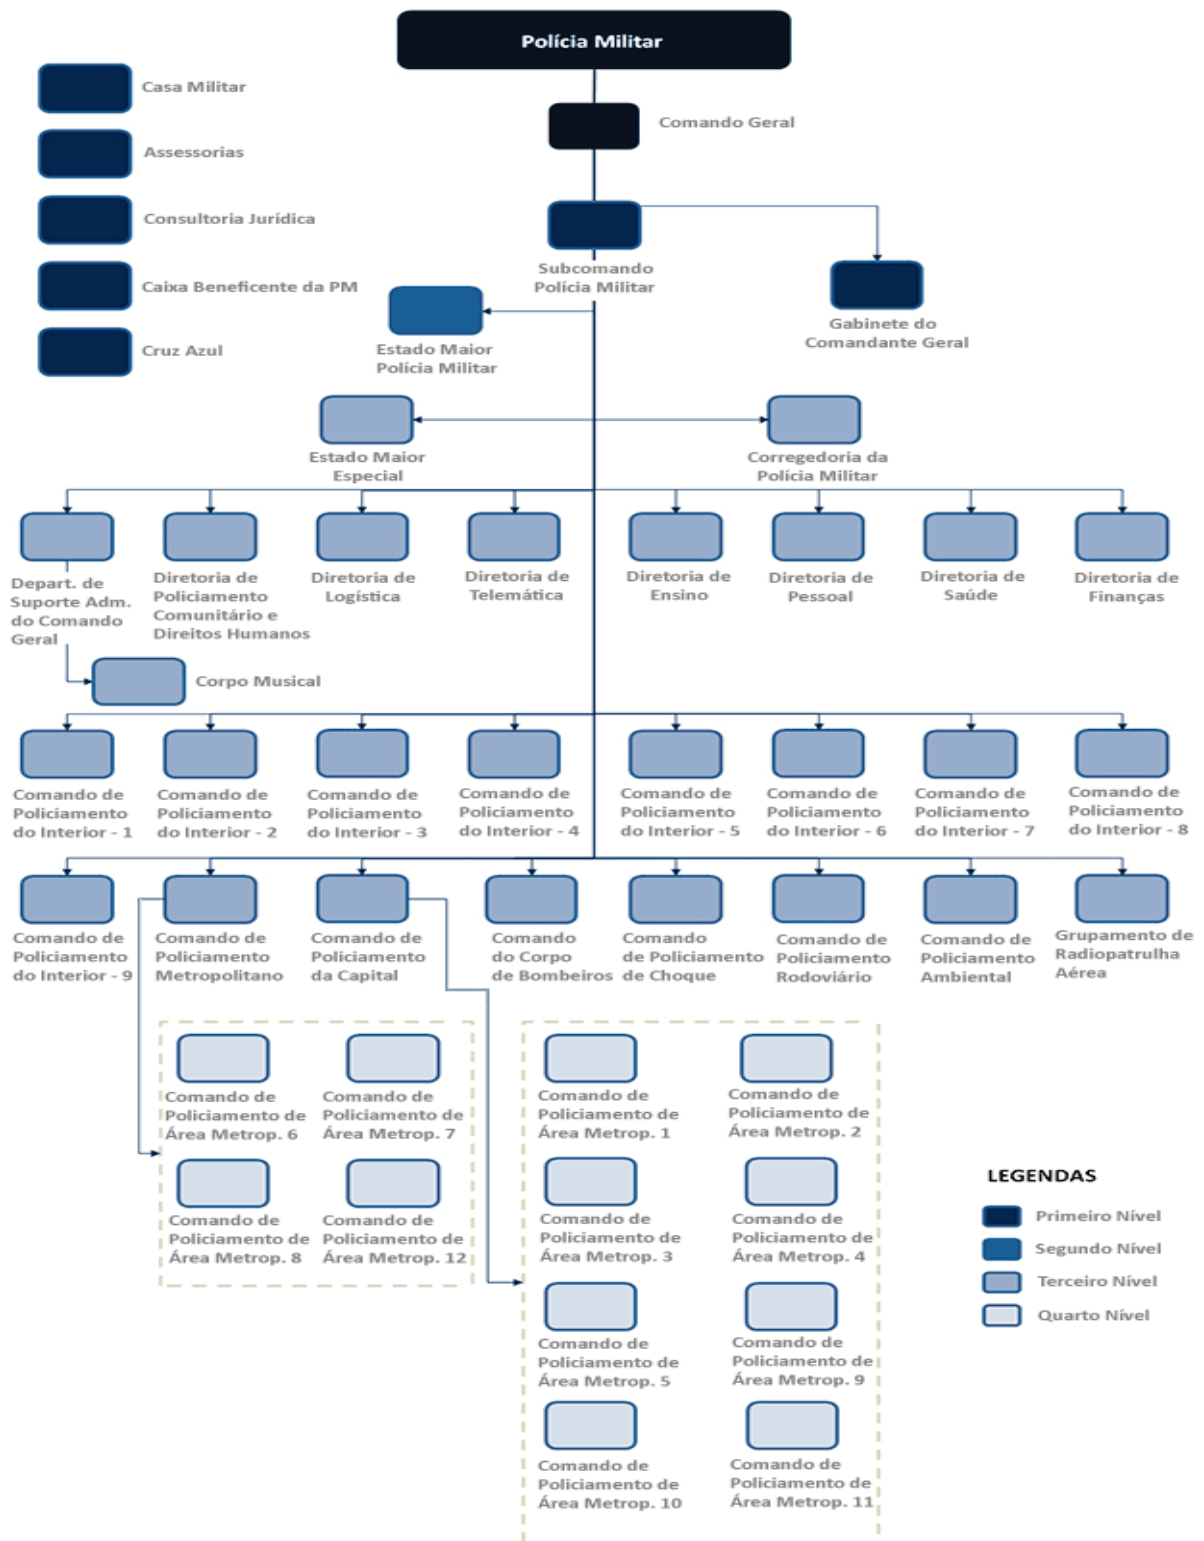 Polícia Militar
Comando Geral
Casa Militar
Assessorias
Consultoria Jurídica
Caixa Beneficente da PM
Cruz Azul
Subcomando
Polícia Militar
Gabinete do
Comandante Geral
Estado Maior
Polícia Militar
Estado Maior
Especial
Corregedoria da
Polícia Militar
Depart. de
Suporte Adm.
do Comando
Geral
Diretoria de
Policiamento
Comunitário e
Direitos Humanos
Diretoria de
Logística
Diretoria de
Telemática
Diretoria de
Ensino
Diretoria de
Pessoal
Diretoria de
Saúde
Diretoria de
Finanças
Corpo Musical
Comando de
Policiamento
do Interior - 1
Comando de
Policiamento
do Interior - 2
Comando de
Policiamento
do Interior - 3
Comando de
Policiamento
do Interior - 4
Comando de
Policiamento
do Interior - 5
Comando de
Policiamento
do Interior - 6
Comando de
Policiamento
do Interior - 7
Comando de
Policiamento
do Interior - 8
Comando de
Policiamento
do Interior - 9
Comando de
Policiamento
Metropolitano
Comando de
Policiamento
da Capital
Comando
do Corpo
de Bombeiros
Comando
de Policiamento
de Choque
Comando de
Policiamento
Rodoviário
Comando de
Policiamento
Ambiental
Grupamento de
Radiopatrulha
Aérea
Comando de
Policiamento de
Área Metrop. 6
Comando de
Policiamento de
Área Metrop. 7
Comando de
Policiamento de
Área Metrop. 8
Comando de
Policiamento de
Área Metrop. 12
Comando de
Policiamento de
Área Metrop. 1
Comando de
Policiamento de
Área Metrop. 2
Comando de
Policiamento de
Área Metrop. 3
Comando de
Policiamento de
Área Metrop. 4
Comando de
Policiamento de
Área Metrop. 5
Comando de
Policiamento de
Área Metrop. 9
Comando de
Policiamento de
Área Metrop. 10
Comando de
Policiamento de
Área Metrop. 11
LEGENDAS
Primeiro Nível
Segundo Nível
Terceiro Nível
Quarto Nível